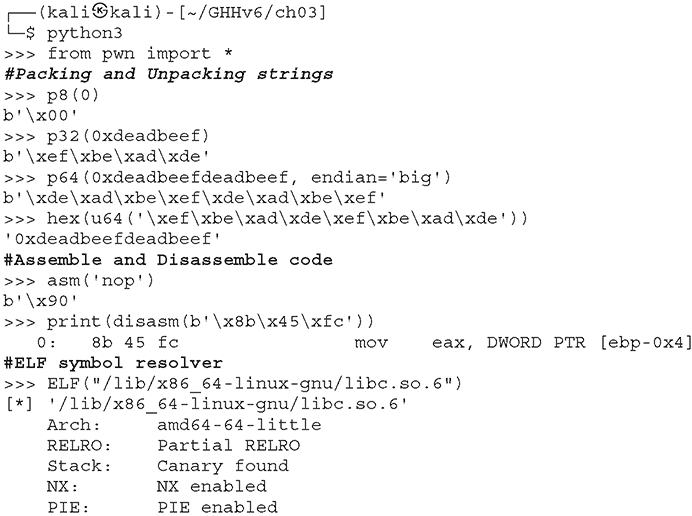 ┌──(kali㉿kali)-[~/GHHv6/ch03]
└─$ python3
>>> from pwn import *
#Packing and Unpacking strings
>>> p8(0)
b'\x00'
>>> p32(0xdeadbeef)
b'\xef\xbe\xad\xde'
>>> p64(0xdeadbeefdeadbeef, endian='big')
b'\xde\xad\xbe\xef\xde\xad\xbe\xef'
>>> hex(u64('\xef\xbe\xad\xde\xef\xbe\xad\xde'))
'0xdeadbeefdeadbeef'
#Assemble and Disassemble code
>>> asm('nop')
b'\x90'
>>> print(disasm(b'\x8b\x45\xfc'))
   0:   8b 45 fc                mov    eax, DWORD PTR [ebp-0x4]
#ELF symbol resolver
>>> ELF("/lib/x86_64-linux-gnu/libc.so.6")
[*] '/lib/x86_64-linux-gnu/libc.so.6'
    Arch:     amd64-64-little
    RELRO:    Partial RELRO
    Stack:    Canary found
    NX:       NX enabled
    PIE:      PIE enabled